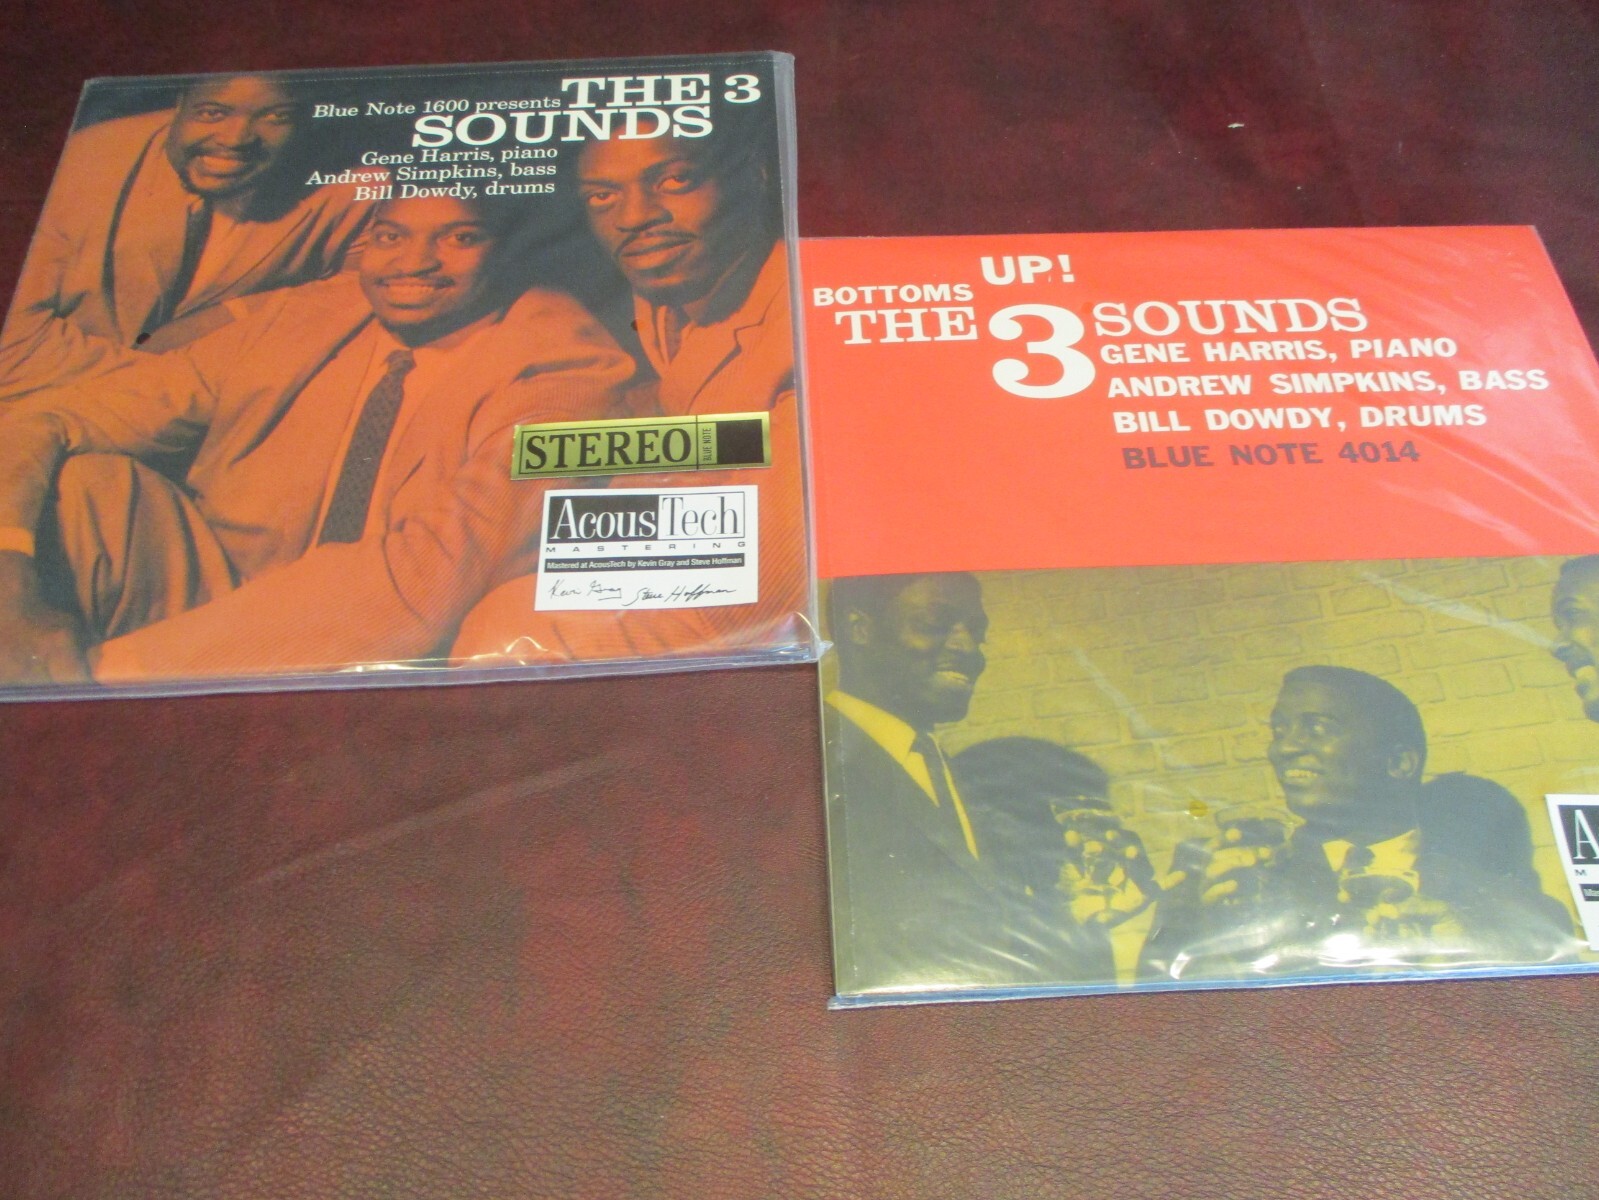 Blue Note 1600 presents THE 3
SOUNDS
Gene Harris, piano
Andrew Simpkins, bass
Bill Dowdy, drums
STEREO BLUE NOTE
AcousTech
MASTERING
Mastered at AcousTech by Kevin Gray and Steve Hoffman
Kevin Gray Steve Hoffman
UP!
BOTTOMS
THE 3 SOUNDS
GENE HARRIS, PIANO
ANDREW SIMPKINS, BASS
BILL DOWDY, DRUMS
BLUE NOTE 4014
A
M